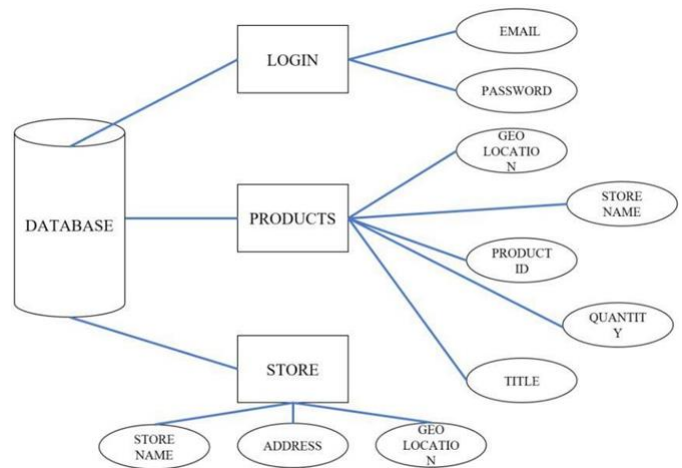 EMAIL
LOGIN
PASSWORD
GEO
LOCATIO
N
STORE
NAME
DATABASE
PRODUCTS
PRODUCT
ID
QUANTIT
Y
STORE
TITLE
STORE
NAME
ADDRESS
GEO
LOCATIO
N